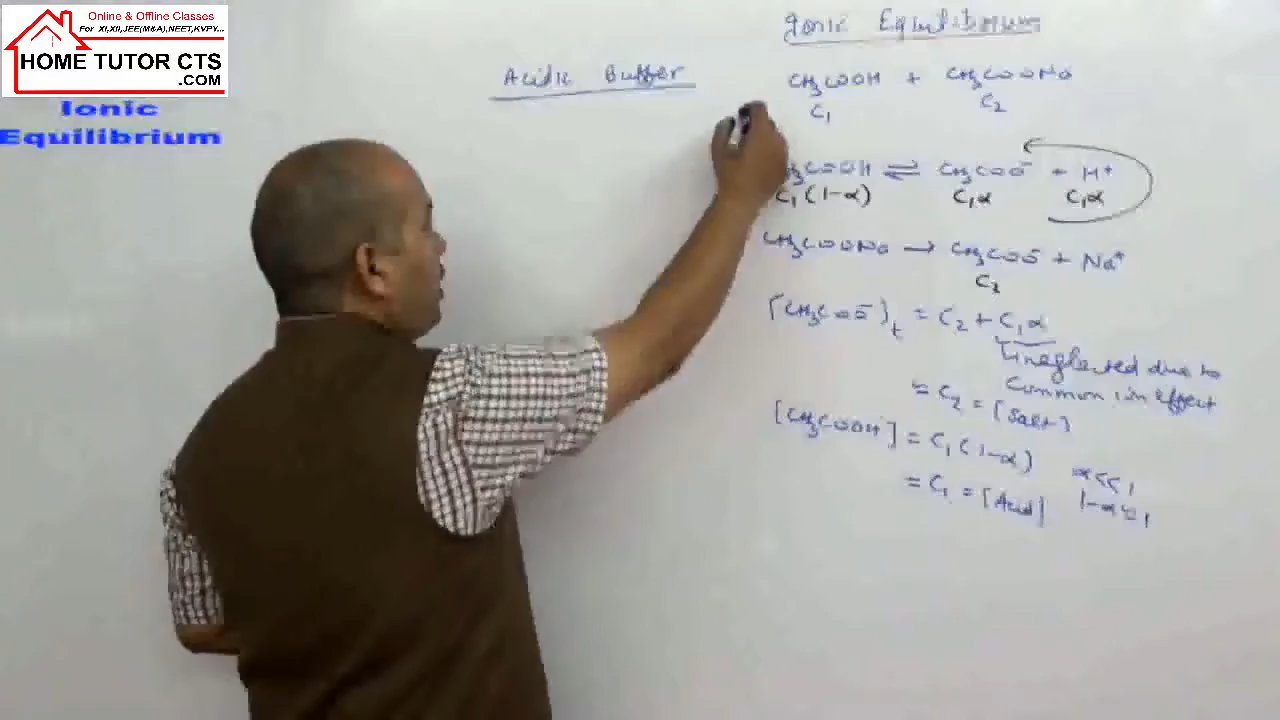 Online & Offline Classes
For XI,XII,JEE(M&A),NEET,KVPY...
HOME TUTOR CTS
.COM
Ionic
Equilibrium
Ionic Equilibrium
Acidic Buffer
CH₃COOH + CH₃COONa
C₁ C₂
CH₃COOH ⇌ CH₃COO⁻ + H⁺
C₁(1-α) C₁α C₁α
CH₃COONa → CH₃COO⁻ + Na⁺
C₂
[CH₃COO⁻]t = C₂ + C₁α
neglected due to
common ion effect
= C₂ = [Salt]
[CH₃COOH] = C₁(1-α) α<<1
= C₁ = [Acid] 1-α≃1